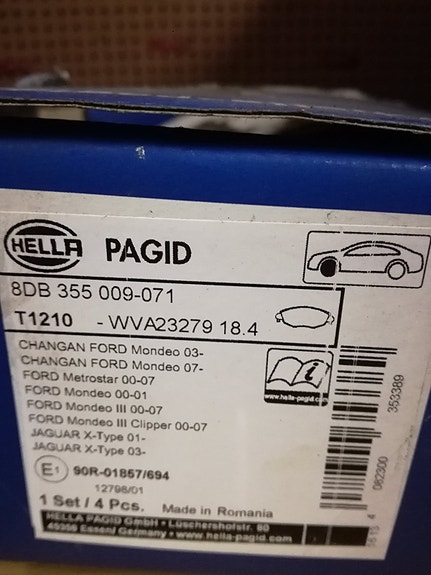 HELLA PAGID
8DB 355 009-071
T1210 - WVA23279 18.4
CHANGAN FORD Mondeo 03-
CHANGAN FORD Mondeo 07-
FORD Metrostar 00-07
FORD Mondeo 00-01
FORD Mondeo III 00-07
FORD Mondeo III Clipper 00-07
JAGUAR X-Type 01-
JAGUAR X-Type 03-
www.hella-pagid.com
E1 90R-01857/694
12798/01
1 Set / 4 Pcs. Made in Romania
HELLA PAGID GmbH • Lüschershofstr. 80
45356 Essen/ Germany • www.hella-pagid.com
4 082300 353389